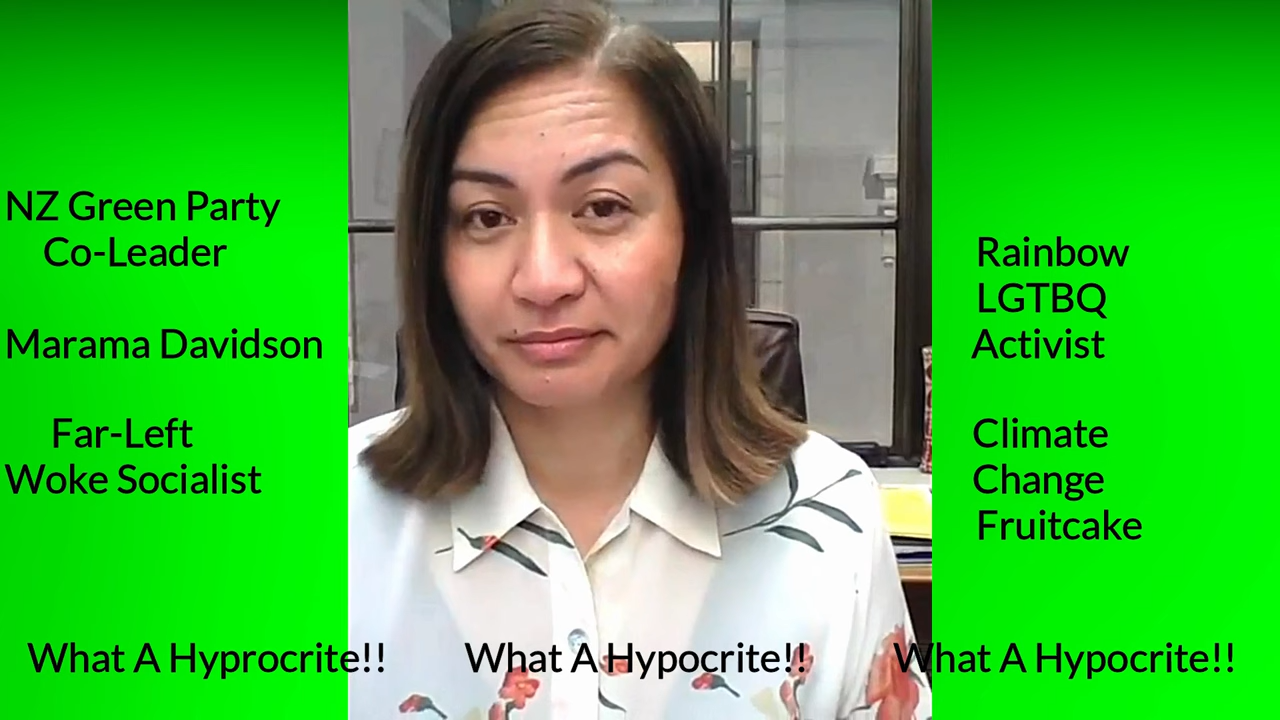 NZ Green Party
Co-Leader
Marama Davidson
Far-Left
Woke Socialist
Rainbow
LGTBQ
Activist
Climate
Change
Fruitcake
What A Hyprocrite!! What A Hypocrite!! What A Hypocrite!!